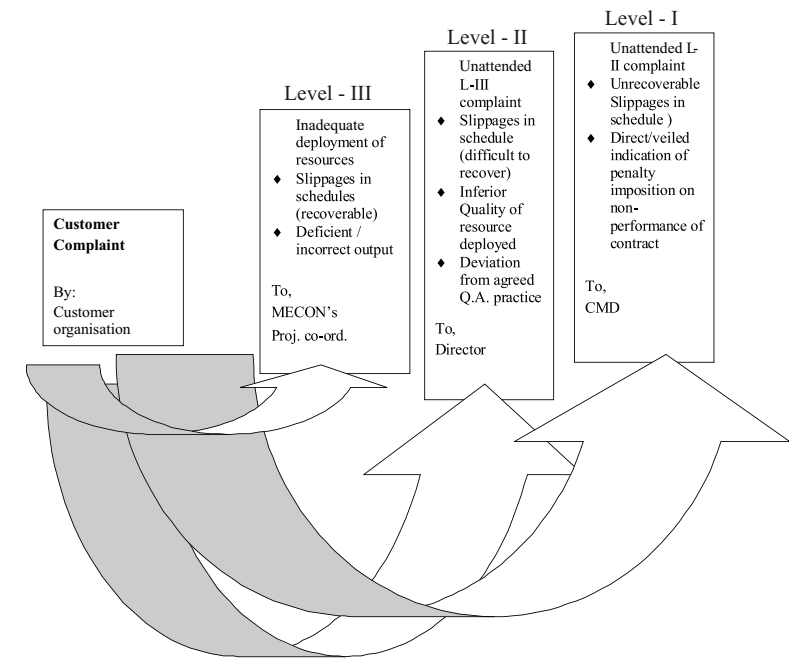 Customer
Complaint
By:
Customer
organisation
Level - III
Inadequate
deployment of
resources
♦ Slippages in
schedules
(recoverable)
♦ Deficient /
incorrect output
To,
MECON's
Proj. co-ord.
Level - II
Unattended
L-III
complaint
♦ Slippages in
schedule
(difficult to
recover)
♦ Inferior
Quality of
resource
deployed
♦ Deviation
from agreed
Q.A. practice
To,
Director
Level - I
Unattended L-
II complaint
♦ Unrecoverable
Slippages in
schedule )
♦ Direct/veiled
indication of
penalty
imposition on
non-
performance of
contract
To,
CMD